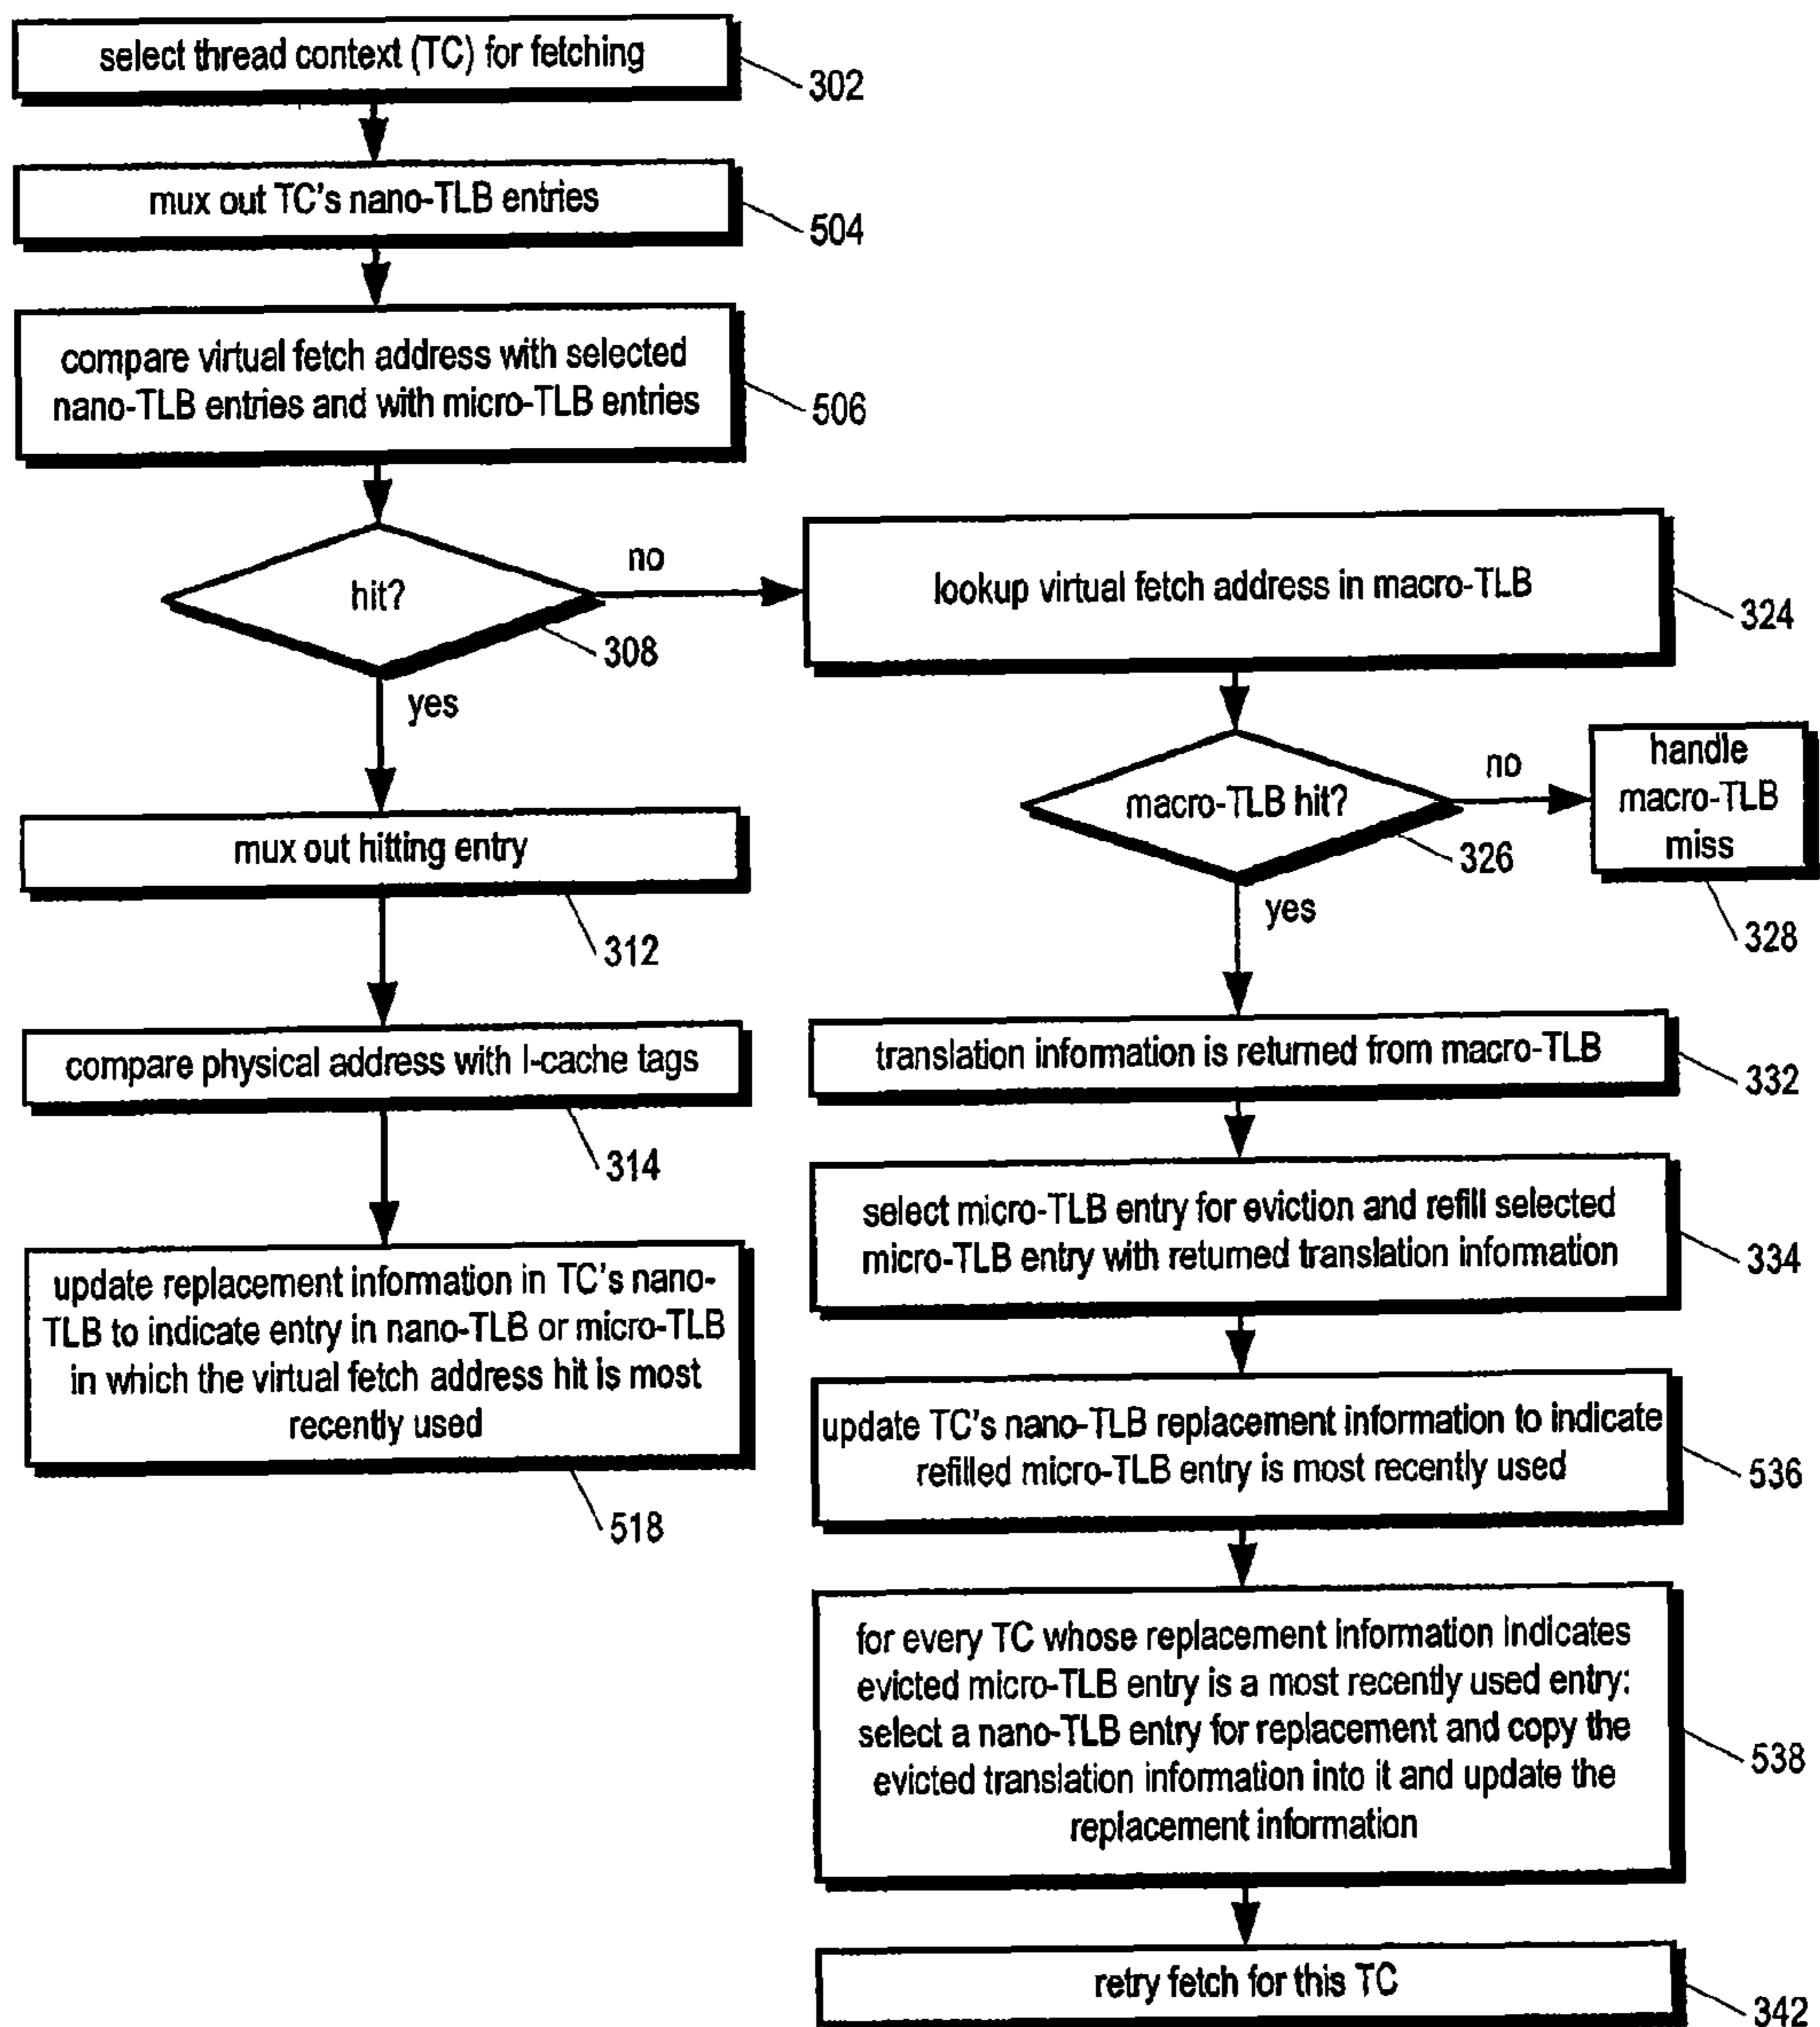 select thread context (TC) for fetching
302
mux out TC's nano-TLB entries
504
compare virtual fetch address with selected
nano-TLB entries and with micro-TLB entries
506
hit?
308
no
yes
lookup virtual fetch address in macro-TLB
324
macro-TLB hit?
326
no
yes
handle
macro-TLB
miss
328
mux out hitting entry
312
compare physical address with I-cache tags
314
update replacement information in TC's nano-
TLB to indicate entry in nano-TLB or micro-TLB
in which the virtual fetch address hit is most
recently used
518
translation information is returned from macro-TLB
332
select micro-TLB entry for eviction and refill selected
micro-TLB entry with returned translation information
334
update TC's nano-TLB replacement information to indicate
refilled micro-TLB entry is most recently used
536
for every TC whose replacement information indicates
evicted micro-TLB entry is a most recently used entry:
select a nano-TLB entry for replacement and copy the
evicted translation information into it and update the
replacement information
538
retry fetch for this TC
342